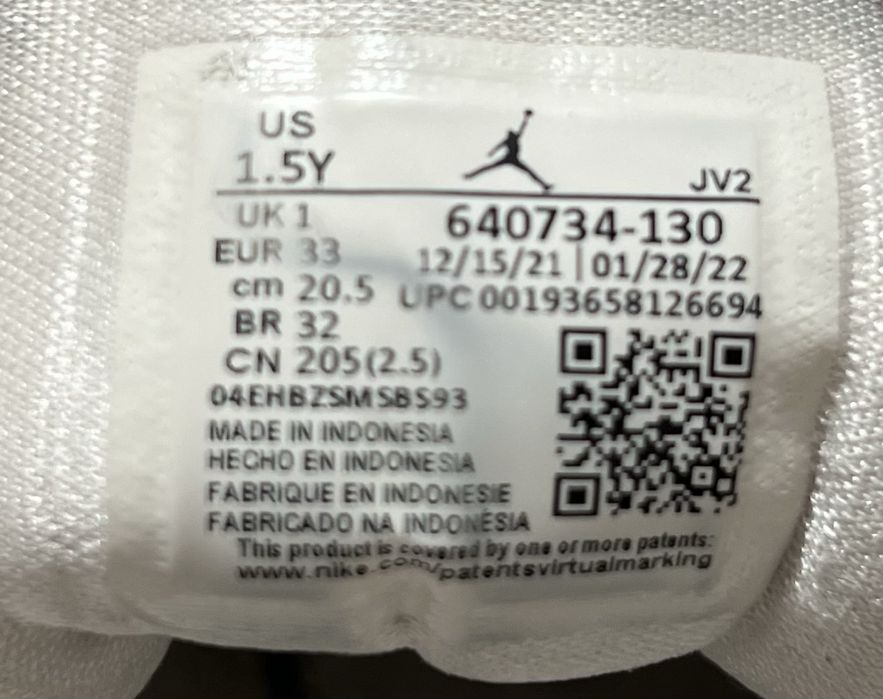 US
1.5Y
JV2
UK 1
640734-130
EUR 33
12/15/21 | 01/28/22
cm 20.5
UPC 00193658126694
BR 32
CN 205(2.5)
04EHBZSMSBS93
MADE IN INDONESIA
HECHO EN INDONESIA
FABRIQUE EN INDONESIE
FABRICADO NA INDONÉSIA
This product is covered by one or more patents:
www.nike.com/patentsvirtualmarking